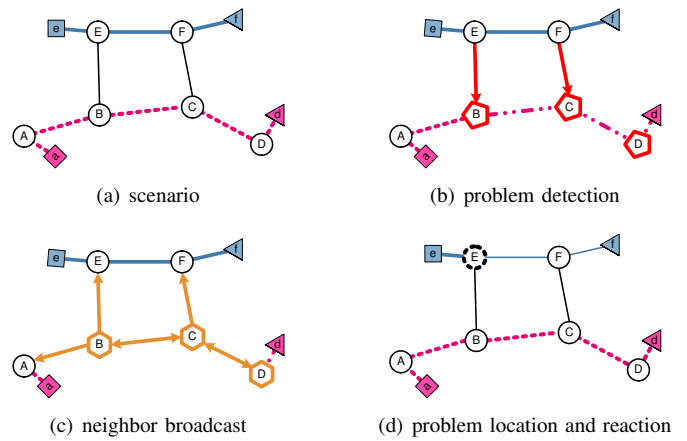 e E F f
A B C D
a d
(a) scenario
e E F f
A B C D
a d
(b) problem detection
e E F f
A B C D
a d
(c) neighbor broadcast
e E F f
A B C D
a d
(d) problem location and reaction